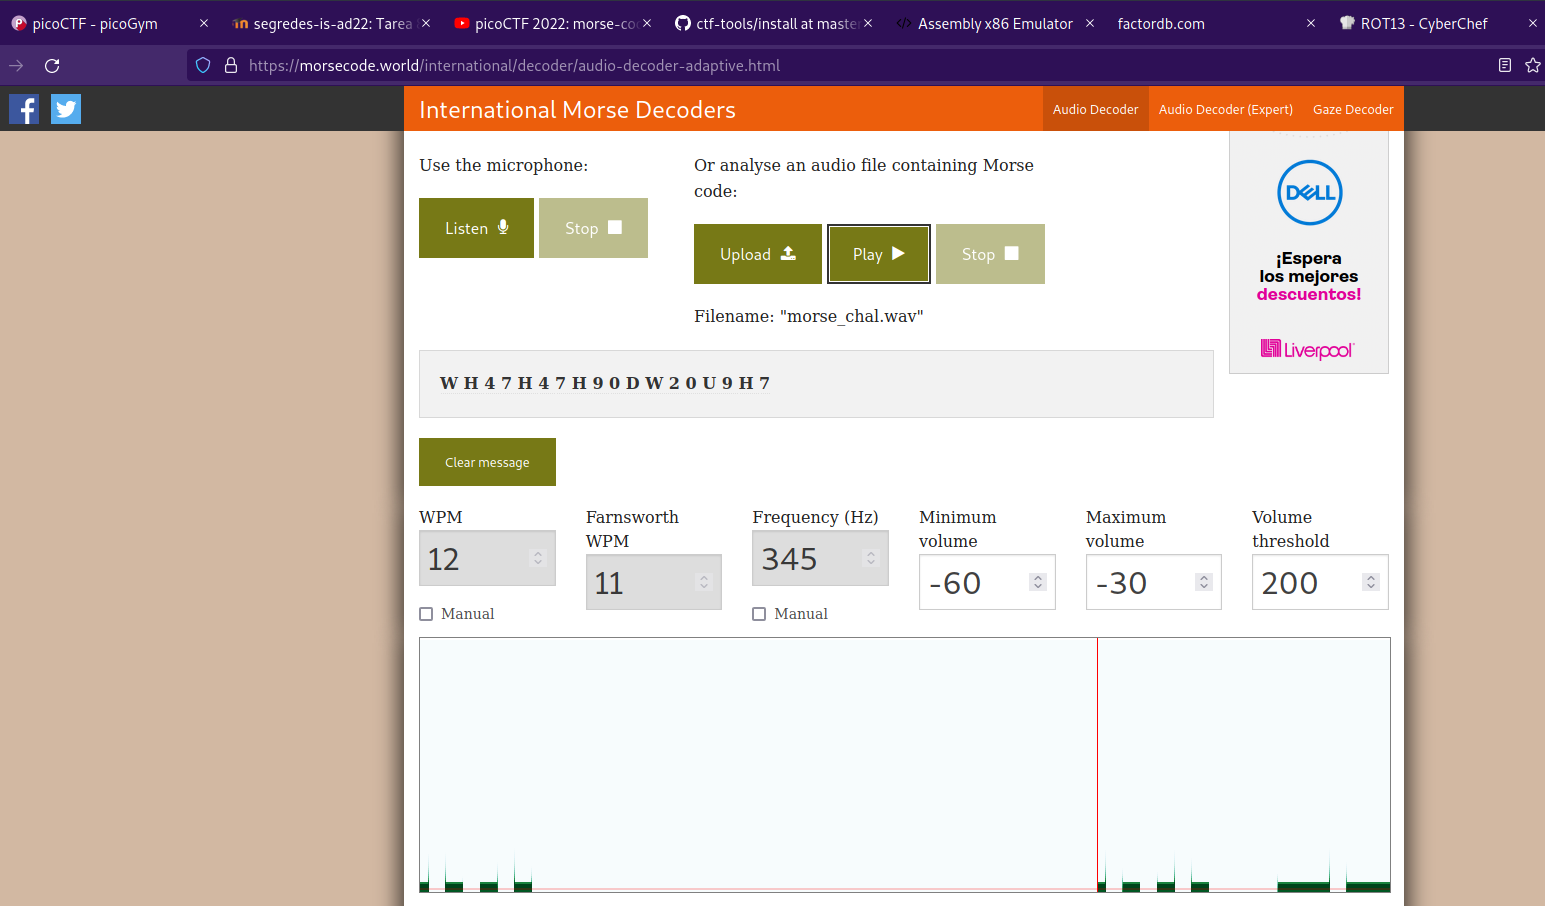 picoCTF - picoGym
segredes-is-ad22: Tarea
picoCTF 2022: morse-co
ctf-tools/install at master
Assembly x86 Emulator
factordb.com
ROT13 - CyberChef
https://morsecode.world/international/decoder/audio-decoder-adaptive.html
International Morse Decoders
Audio Decoder
Audio Decoder (Expert)
Gaze Decoder
Use the microphone:
Listen
Stop
Or analyse an audio file containing Morse
code:
Upload
Play
Stop
Filename: "morse_chal.wav"
DELL
¡Espera
los mejores
descuentos!
Liverpool
W H 4 7 H 4 7 H 9 0 D W 2 0 U 9 H 7
Clear message
WPM
12
Manual
Farnsworth
WPM
11
Frequency (Hz)
345
Manual
Minimum
volume
-60
Maximum
volume
-30
Volume
threshold
200